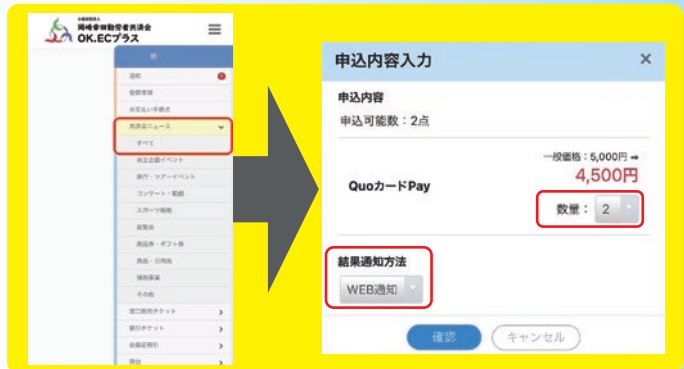 岡崎幸田勤労者共済会
OK.ECプラス
通知
登録情報
お支払い手続き
共済会ニュース
すべて
自主企画イベント
旅行・ツアーイベント
コンサート・観劇
スポーツ観戦
展覧会
商品券・ギフト券
食品・日用品
補助事業
その他
窓口販売チケット
割引チケット
会員証割引
貸出
申込内容入力
×
申込内容
申込可能数：2点
一般価格：5,000円 ➡
4,500円
QuoカードPay
数量： 2
結果通知方法
WEB通知
確認
キャンセル